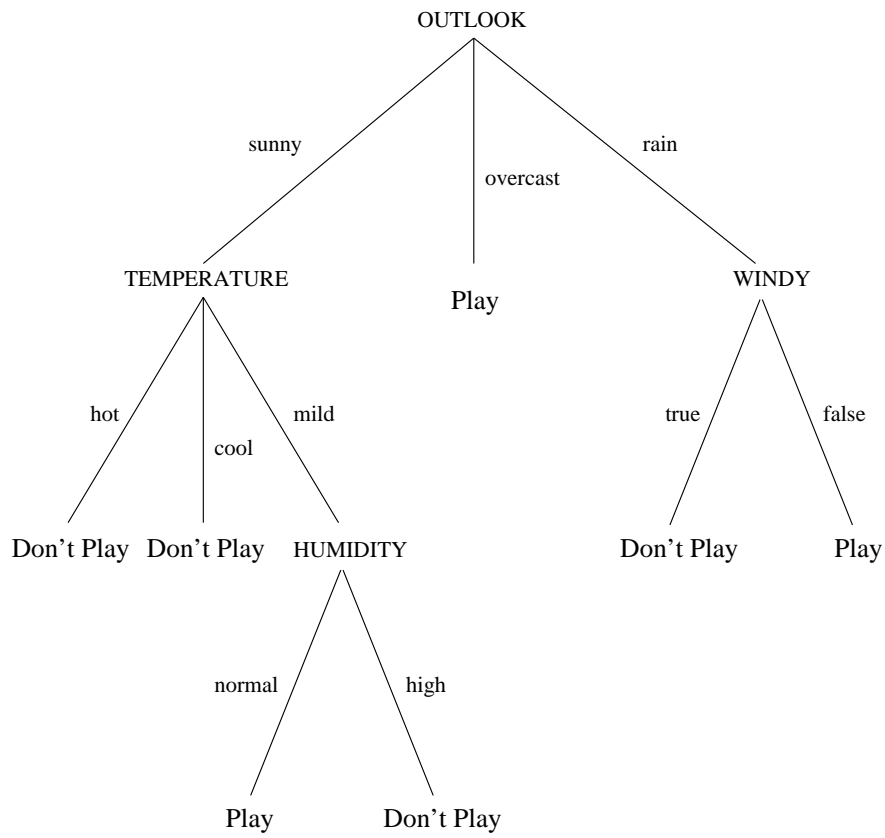 OUTLOOK
sunny
overcast
rain
TEMPERATURE
Play
WINDY
hot
cool
mild
true
false
Don’t Play
Don’t Play
HUMIDITY
Don’t Play
Play
normal
high
Play
Don’t Play